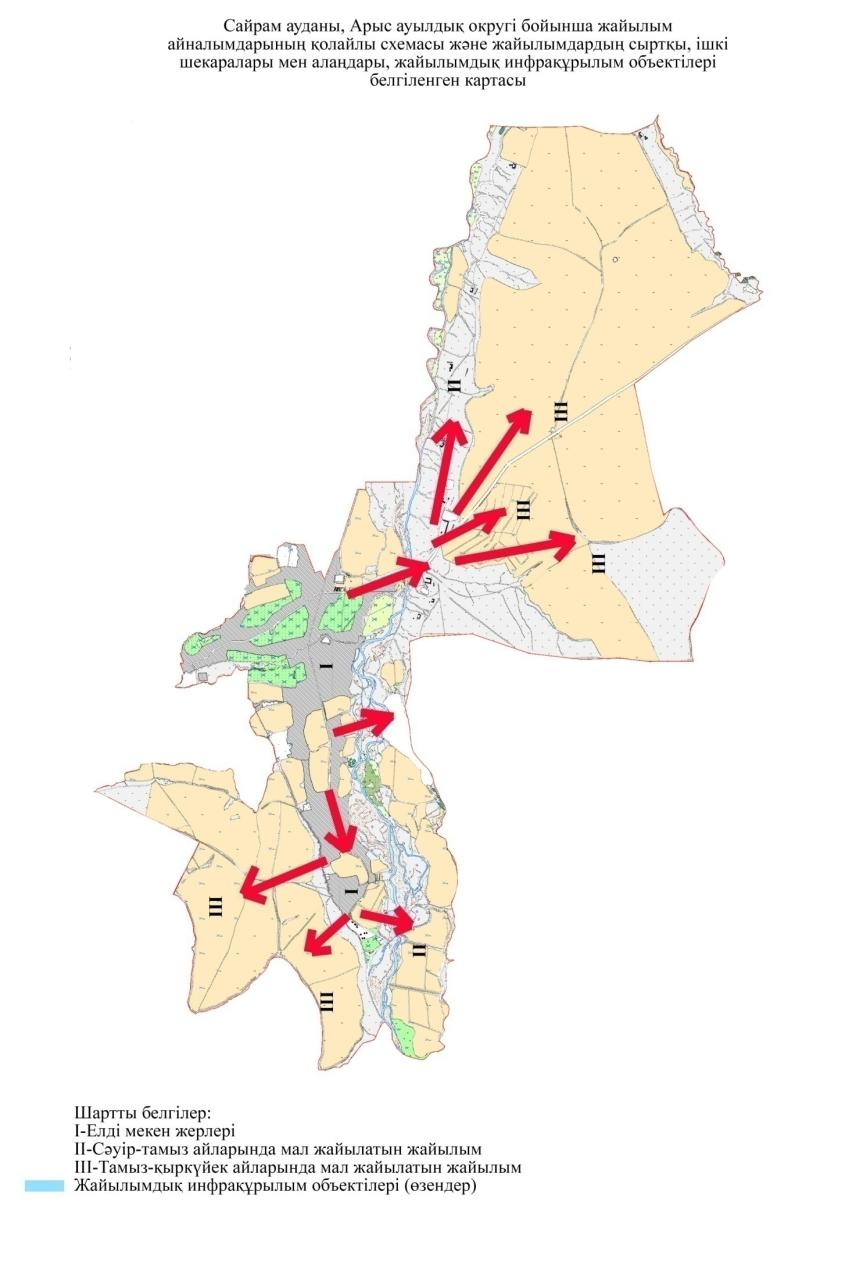 Сайрам ауданы, Арыс ауылдық округі бойынша жайылым
айналымдарының қолайлы схемасы және жайылымдардың сыртқы, ішкі
шекаралары мен алаңдары, жайылымдық инфрақұрылым объектілері
белгіленген картасы
II
III
III
III
I
I
III
II
III
Шартты белгілер:
I-Елді мекен жерлері
II-Сәуір-тамыз айларында мал жайылатын жайылым
III-Тамыз-қыркүйек айларында мал жайылатын жайылым
Жайылымдық инфрақұрылым объектілері (өзендер)